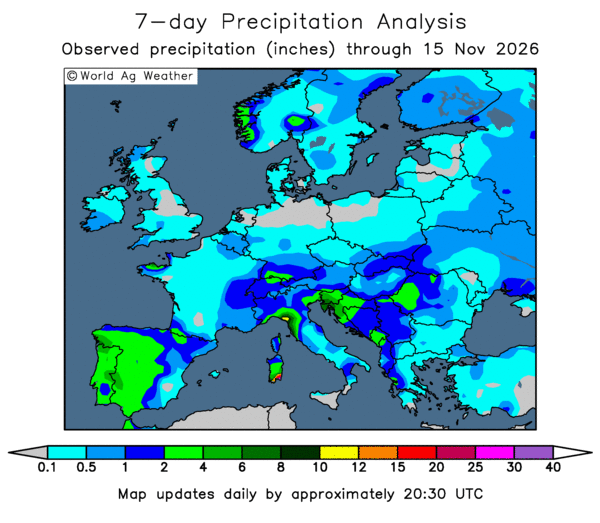 7-day Precipitation Analysis
Observed precipitation (inches) through 15 Nov 2026
© World Ag Weather
0.1 0.5 1 2 4 6 8 10 12 15 20 25 30 40
Map updates daily by approximately 20:30 UTC